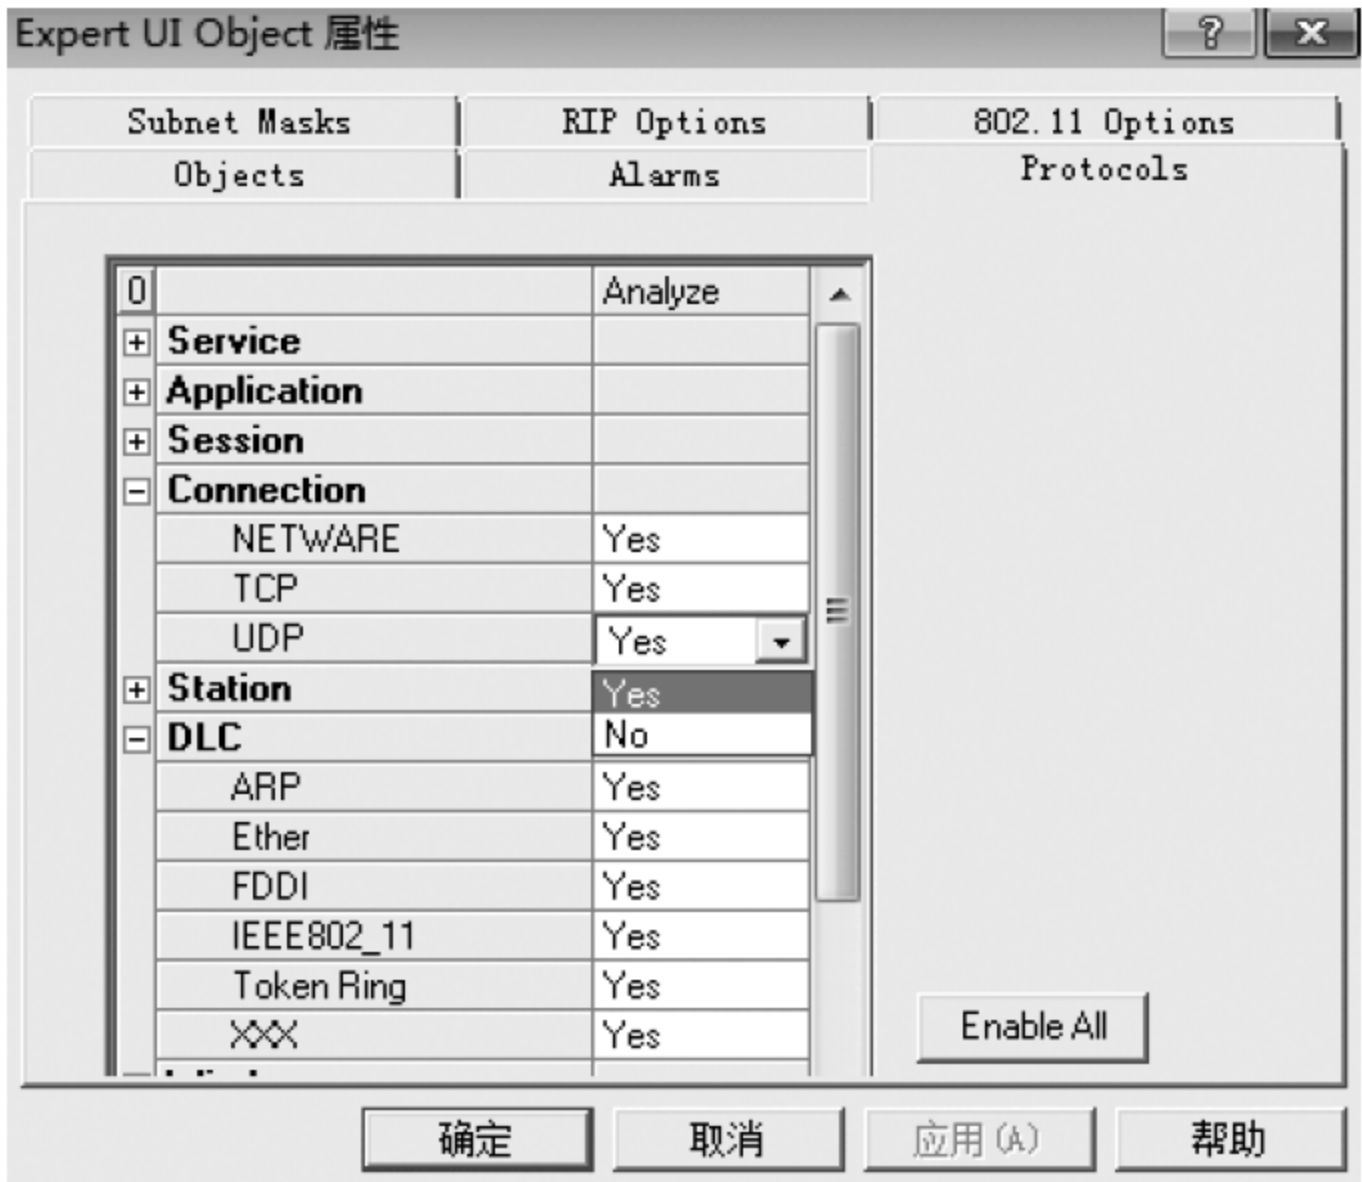 Expert UI Object 属性
Subnet Masks RIP Options 802.11 Options
Objects Alarms Protocols
0 Analyze
Service
Application
Session
Connection
NETWARE Yes
TCP Yes
UDP Yes
Station Yes
DLC No
ARP Yes
Ether Yes
FDDI Yes
IEEE802_11 Yes
Token Ring Yes
XXX Yes
Enable All
确定 取消 应用(A) 帮助